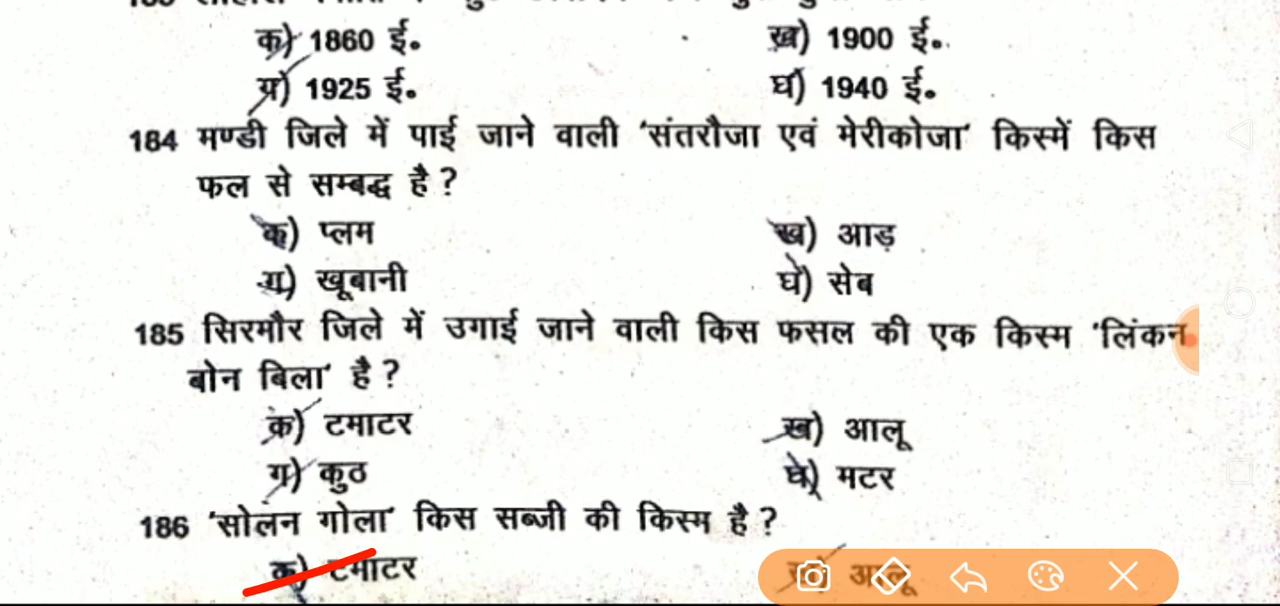 क) 1860 ई.
ख) 1900 ई.
ग) 1925 ई.
घ) 1940 ई.
184 मण्डी जिले में पाई जाने वाली 'संतरौजा एवं मेरीकोजा' किस्में किस
फल से सम्बद्ध है ?
क) प्लम
ख) आड़
ग) खूबानी
घ) सेब
185 सिरमौर जिले में उगाई जाने वाली किस फसल की एक किस्म 'लिंकन
बोन बिला' है ?
क) टमाटर
ख) आलू
ग) कुठ
घ) मटर
186 'सोलन गोला' किस सब्जी की किस्म है ?
क) टमाटर
ख) आलू